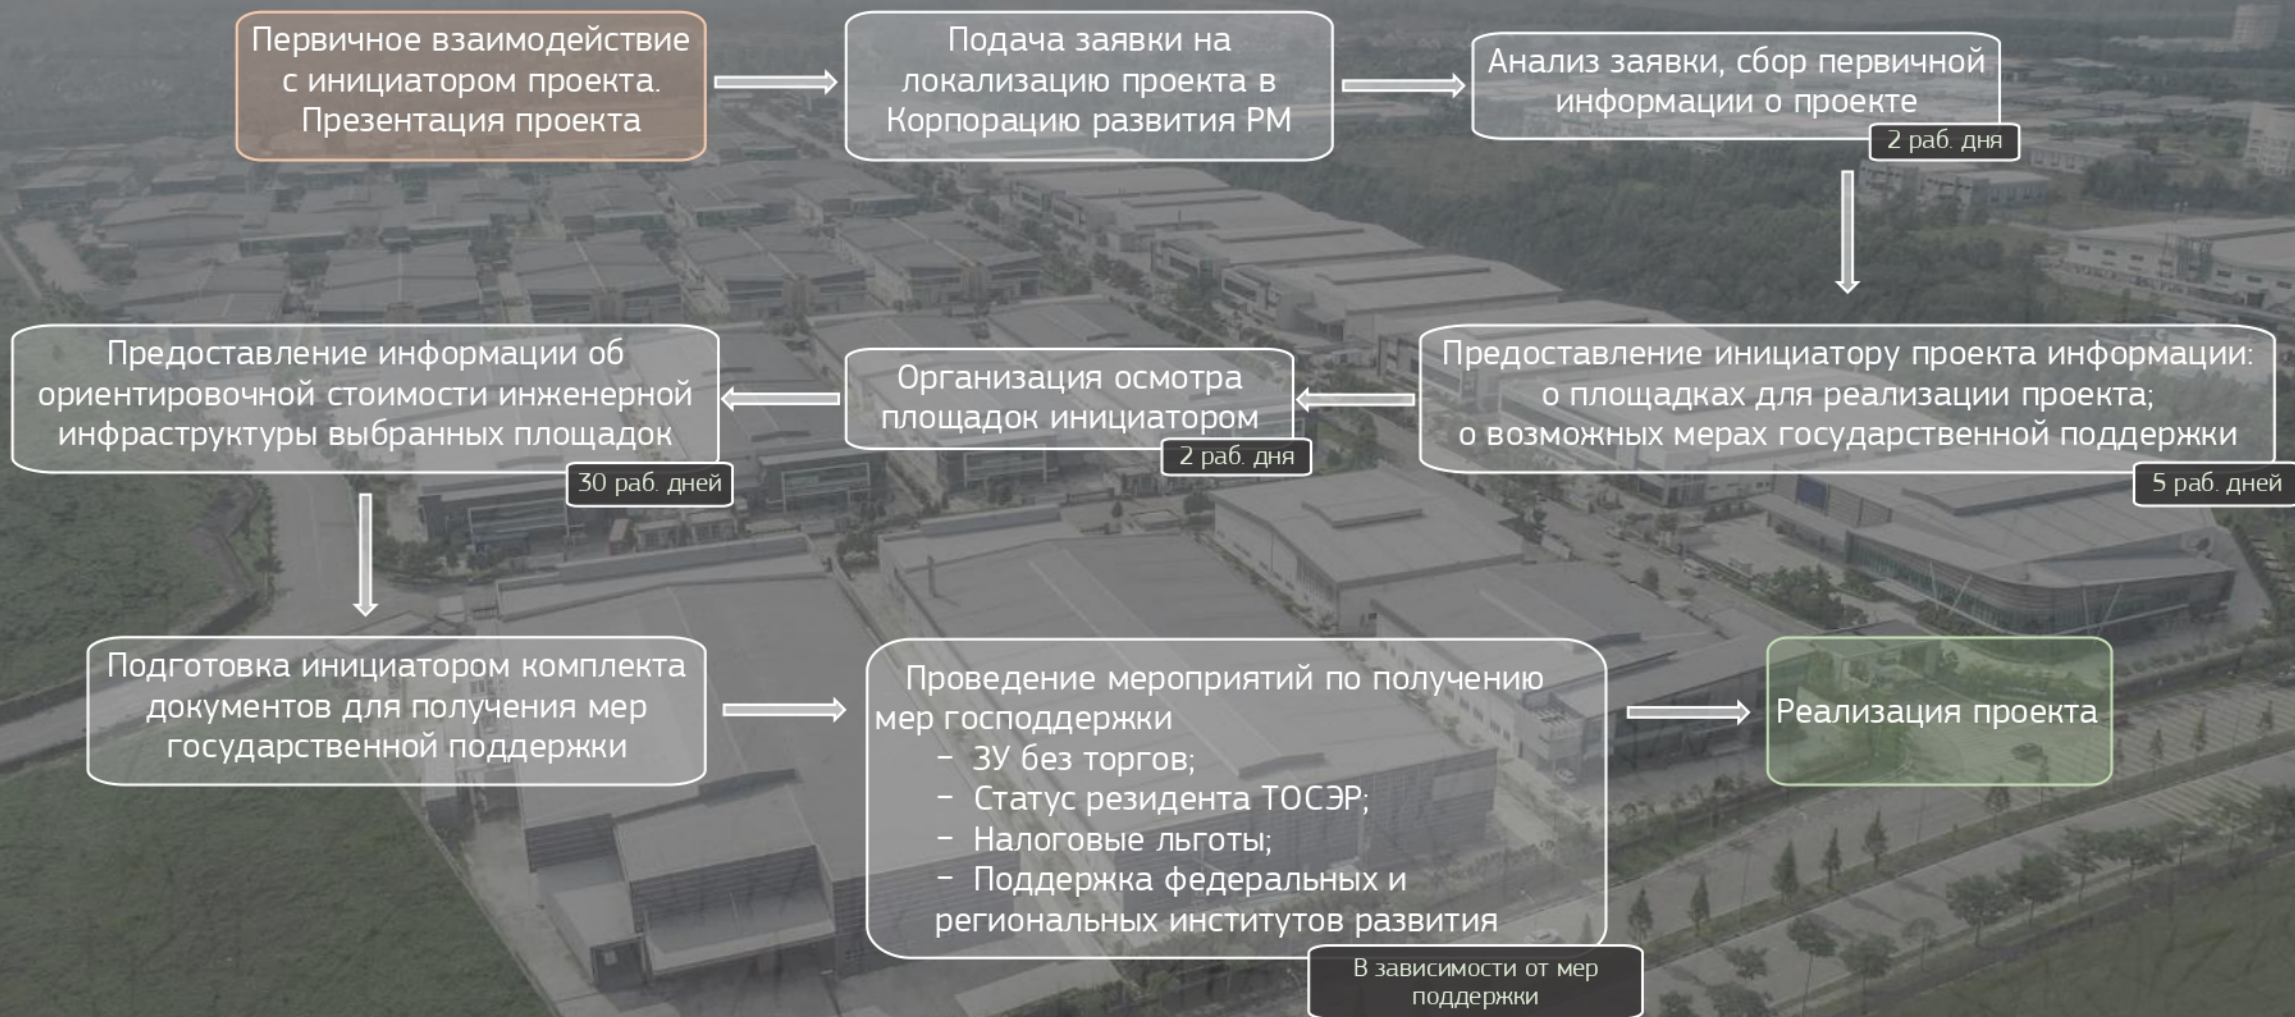 Первичное взаимодействие
с инициатором проекта.
Презентация проекта
Подача заявки на
локализацию проекта в
Корпорацию развития РМ
Анализ заявки, сбор первичной
информации о проекте
2 раб. дня
Предоставление инициатору проекта информации:
о площадках для реализации проекта;
о возможных мерах государственной поддержки
5 раб. дней
Организация осмотра
площадок инициатором
2 раб. дня
Предоставление информации об
ориентировочной стоимости инженерной
инфраструктуры выбранных площадок
30 раб. дней
Подготовка инициатором комплекта
документов для получения мер
государственной поддержки
Проведение мероприятий по получению
мер господдержки
− ЗУ без торгов;
− Статус резидента ТОСЭР;
− Налоговые льготы;
− Поддержка федеральных и
региональных институтов развития
В зависимости от мер
поддержки
Реализация проекта